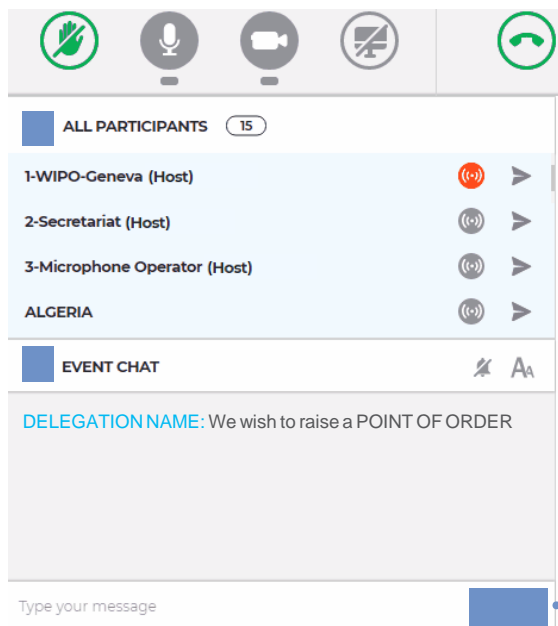 ALL PARTICIPANTS 15
1-WIPO-Geneva (Host)
2-Secretariat (Host)
3-Microphone Operator (Host)
ALGERIA
EVENT CHAT AA
DELEGATION NAME: We wish to raise a POINT OF ORDER
Type your message